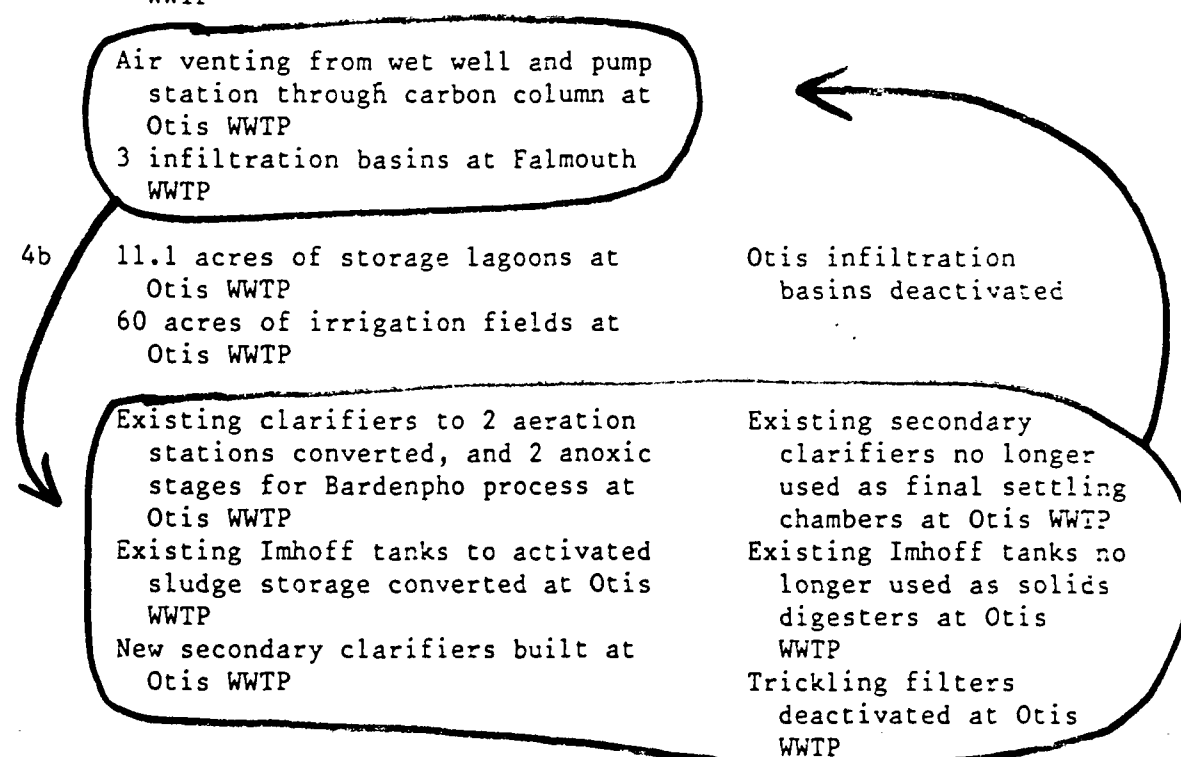 WWTP
Air venting from wet well and pump
station through carbon column at
Otis WWTP
3 infiltration basins at Falmouth
WWTP
4b
11.1 acres of storage lagoons at
Otis WWTP
60 acres of irrigation fields at
Otis WWTP
Otis infiltration
basins deactivated
Existing clarifiers to 2 aeration
stations converted, and 2 anoxic
stages for Bardenpho process at
Otis WWTP
Existing Imhoff tanks to activated
sludge storage converted at Otis
WWTP
New secondary clarifiers built at
Otis WWTP
Existing secondary
clarifiers no longer
used as final settling
chambers at Otis WWTP
Existing Imhoff tanks no
longer used as solids
digesters at Otis
WWTP
Trickling filters
deactivated at Otis
WWTP